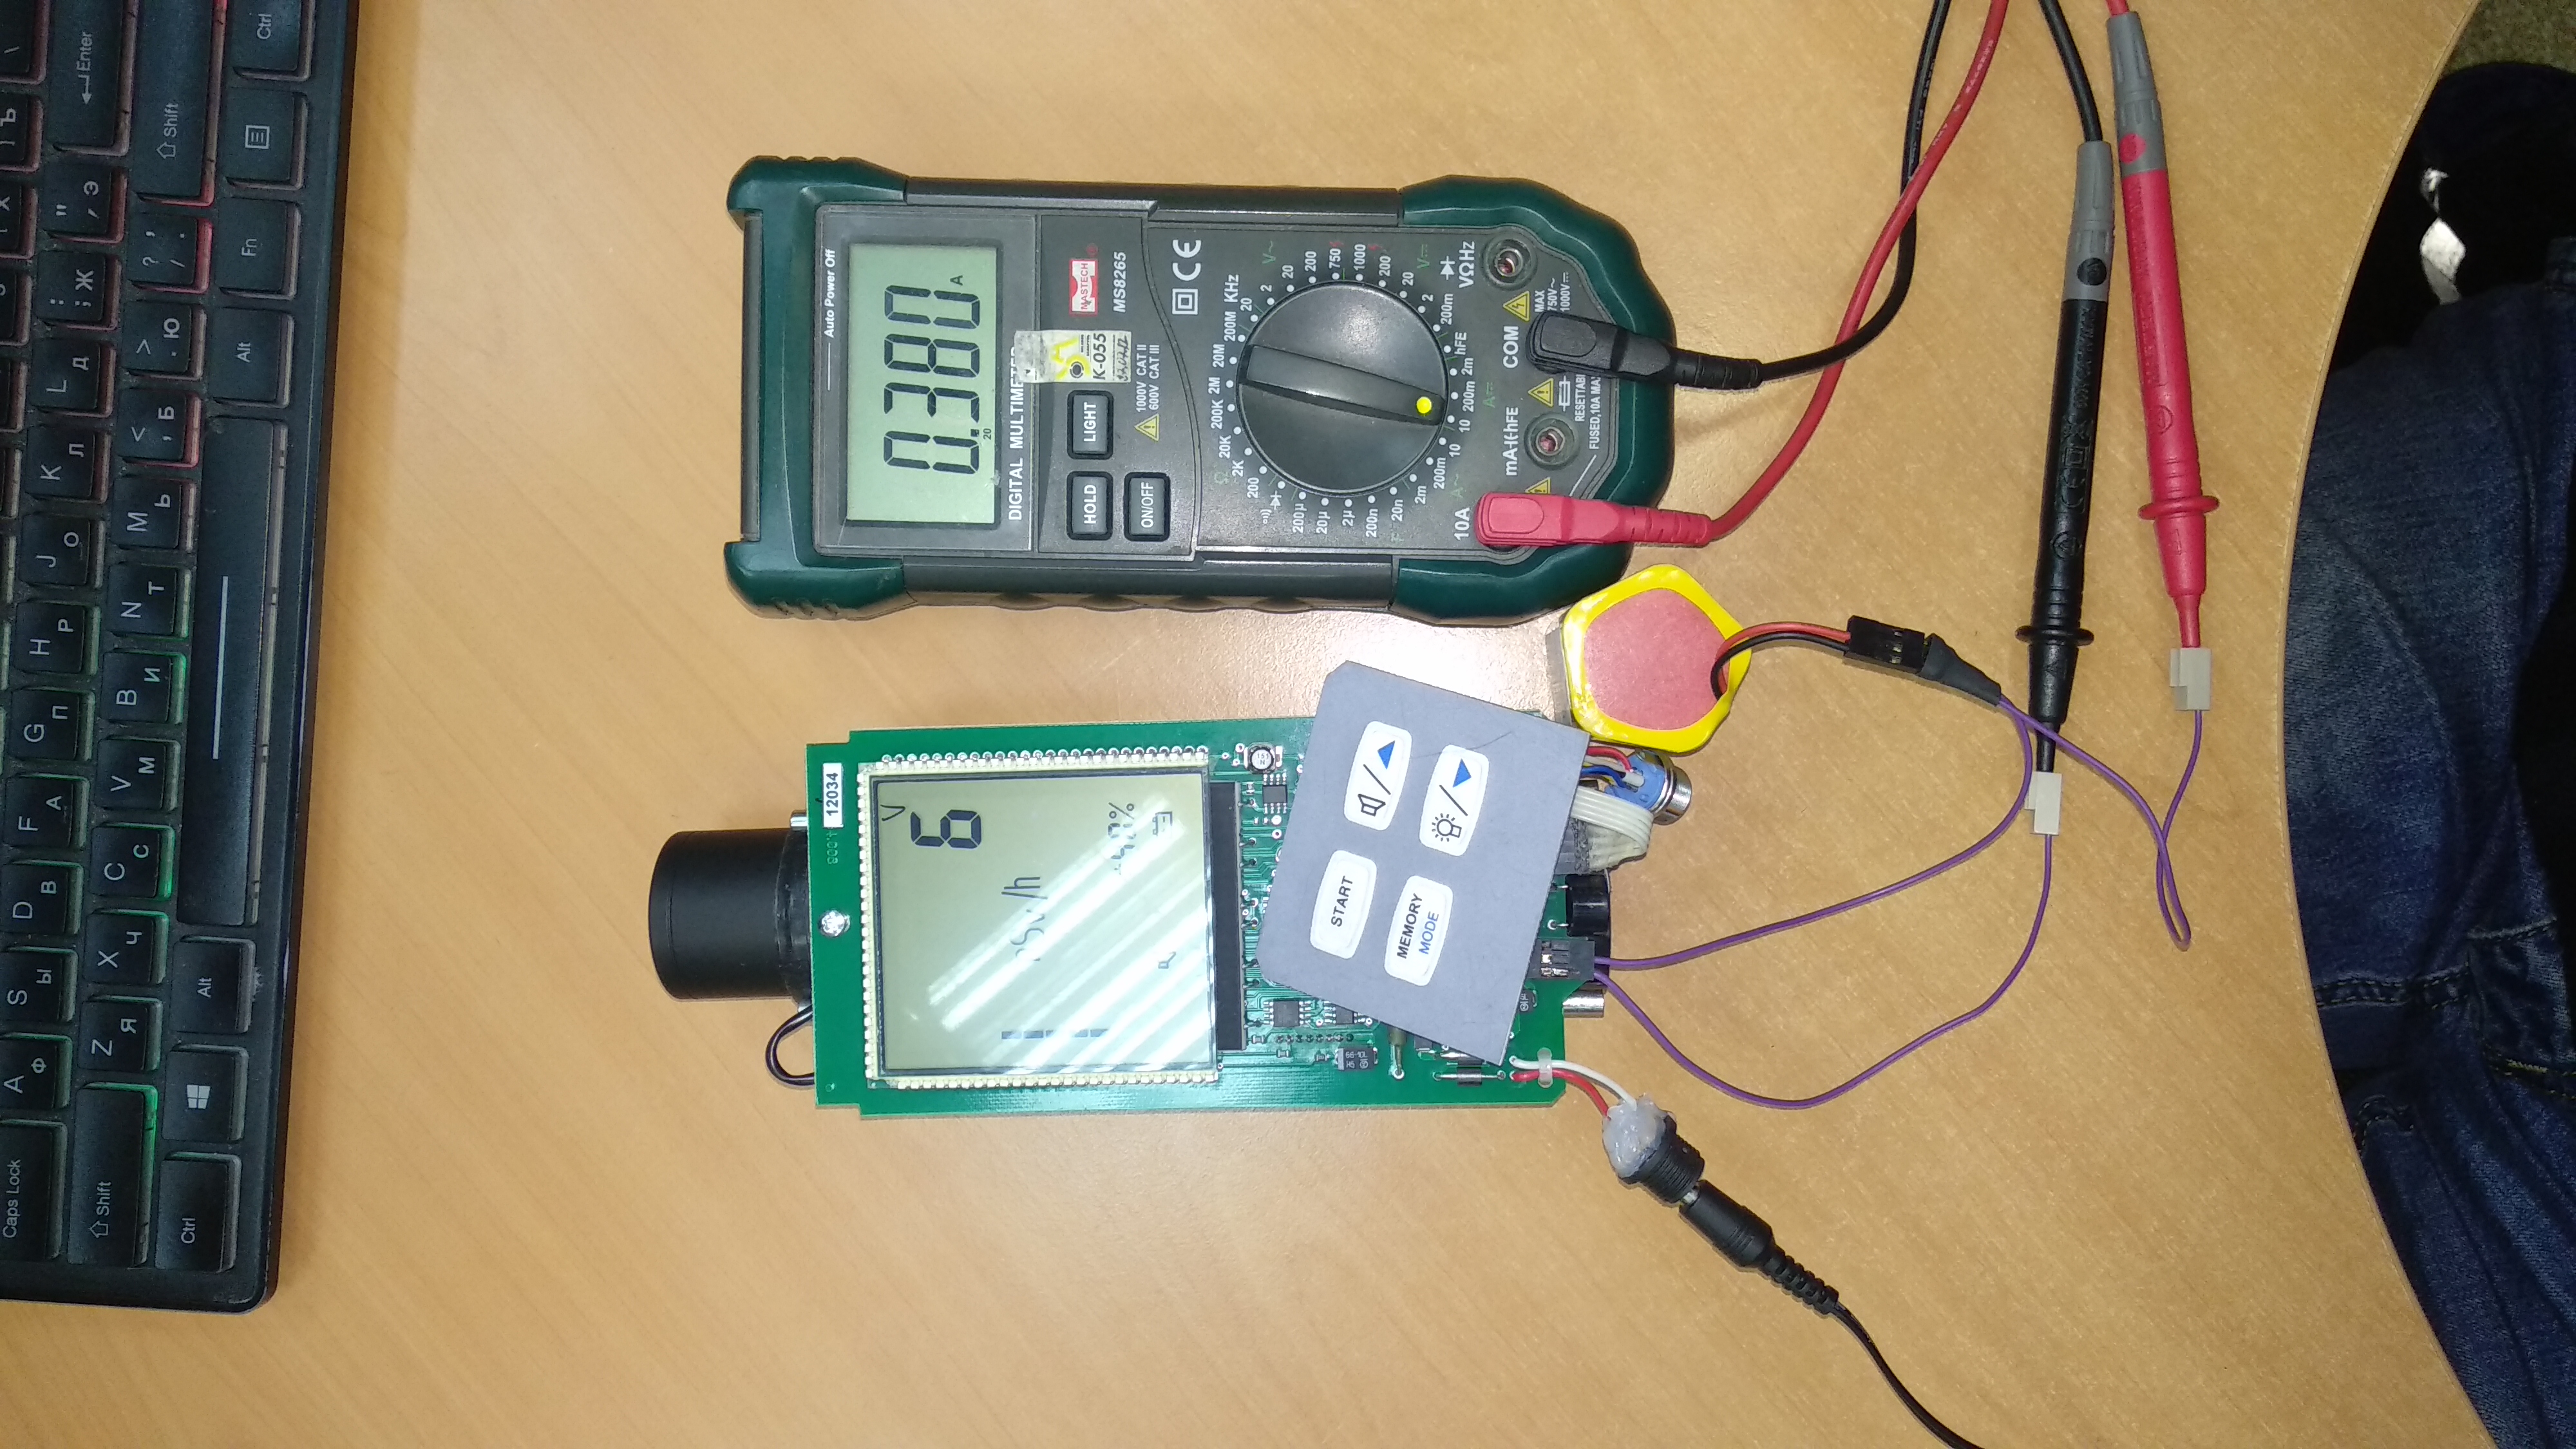 Caps Lock
A Ф
S Ы
D В
F А
G П
H Р
J О
K Л
L Д
: ; Ж
" ' Э
Enter
Shift
Z Я
X Ч
C С
V М
B И
N Т
M Ь
< , Б
> . Ю
? / .
Shift
Ctrl
Alt
Alt
Fn
Ctrl
12034
V
6
/h
%
START
MEMORY
MODE
Auto Power Off
0.380 A
20
DIGITAL MULTIMETER
HOLD
LIGHT
K-055
MASTECH
MS8265
ON/OFF
1000V CAT II
600V CAT III
CE
Ω
200
2K
20K
200K
2M
20M
200M
KHz
20
2
V~
20
200
750
1000
200
20
2
V
200m
hFE
2m
200m
10
A
10
200m
A~
2m
20n
F
200n
2μ
20μ
200μ
10A
mA hFE
COM
VΩHz
MAX
750V~
1000V
FUSED,10A MAX